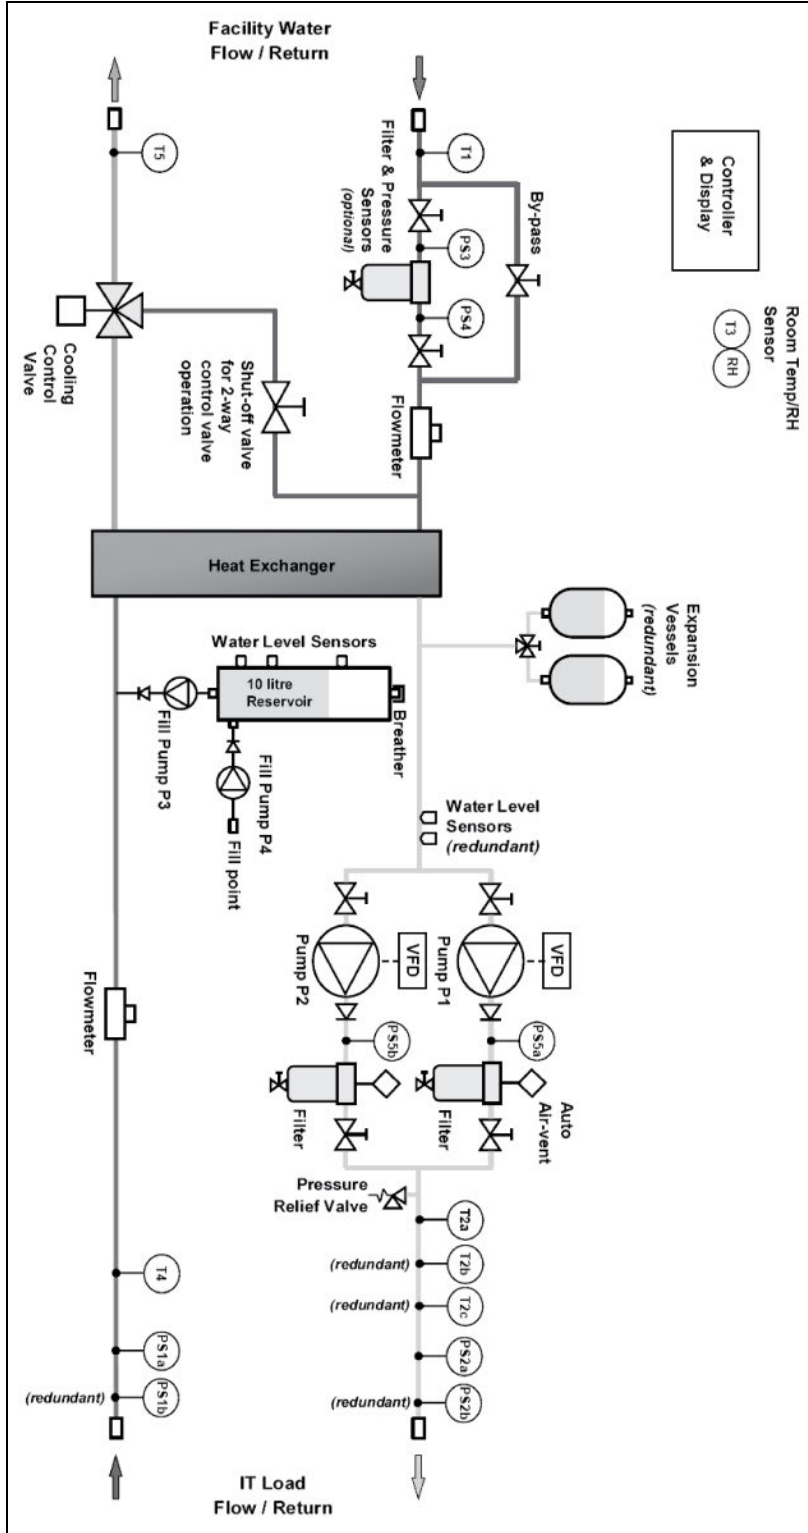 Facility Water
Flow / Return
T5
T1
Filter & Pressure
Sensors
(optional)
PS3
PS4
By-pass
Controller
& Display
Room Temp/RH
Sensor
T3
RH
Cooling
Control
Valve
Shut-off valve
for 2-way
control valve
operation
Flowmeter
Heat Exchanger
Expansion
Vessels
(redundant)
Water Level Sensors
10 litre
Reservoir
Breather
Fill Pump P3
Fill Pump P4
Fill point
Water Level
Sensors
(redundant)
Pump P2
VFD
Pump P1
VFD
Flowmeter
PS5b
PS5a
Filter
Filter
Auto
Air-vent
Pressure
Relief Valve
T2a
(redundant)
T2b
(redundant)
T2c
T4
PS1a
PS2a
(redundant)
PS1b
(redundant)
PS2b
IT Load
Flow / Return